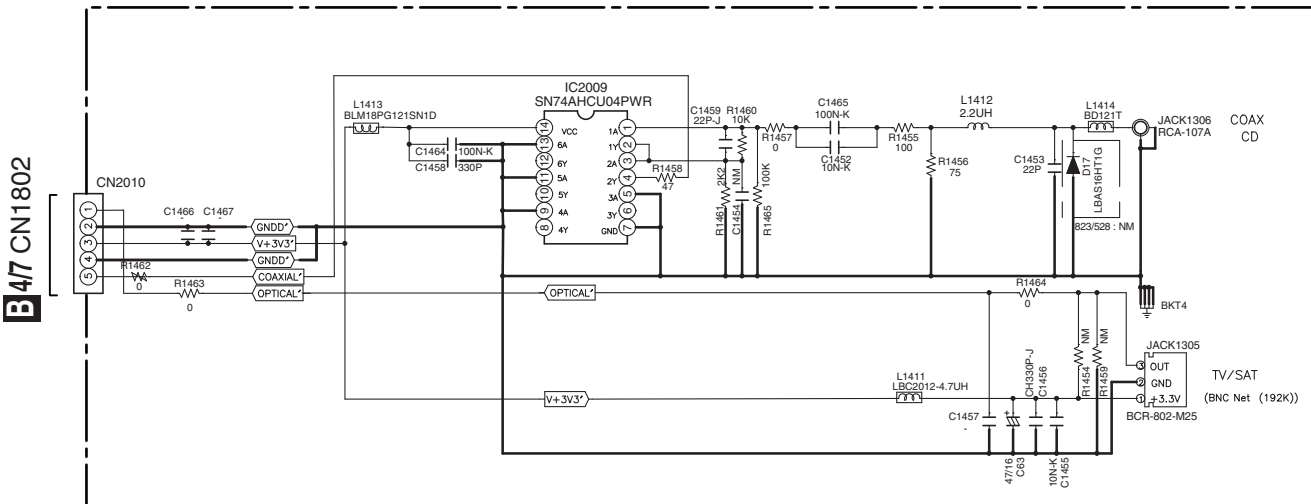 B 4/7 CN1802
CN2010
1
2
3
4
5
C1466
-
C1467
-
GNDD'
V+3V3'
GNDD'
COAXIAL'
OPTICAL'
R1462
0
R1463
0
L1413
BLM18PG121SN1D
C1464
100N-K
C1458
330P
IC2009
SN74AHCU04PWR
14
VCC
1A
1
13
6A
1Y
2
12
6Y
2A
3
11
5A
2Y
4
10
5Y
3A
5
9
4A
3Y
6
8
4Y
GND
7
R1458
47
C1459
22P-J
R1460
10K
2K2
R1461
NM
C1454
100K
R1465
R1457
0
C1465
100N-K
C1452
10N-K
R1455
100
R1456
75
L1412
2.2UH
C1453
22P
D17
LBAS16HT1G
823/528 : NM
L1414
BD121T
JACK1306
RCA-107A
COAX
CD
BKT4
OPTICAL'
R1464
0
V+3V3'
L1411
LBC2012-4.7UH
C1457
-
+
47/16
C63
CH330P-J
C1456
10N-K
C1455
NM
R1454
NM
R1459
JACK1305
3 OUT
2 GND
1 +3.3V
BCR-802-M25
TV/SAT
(BNC Net (192K))